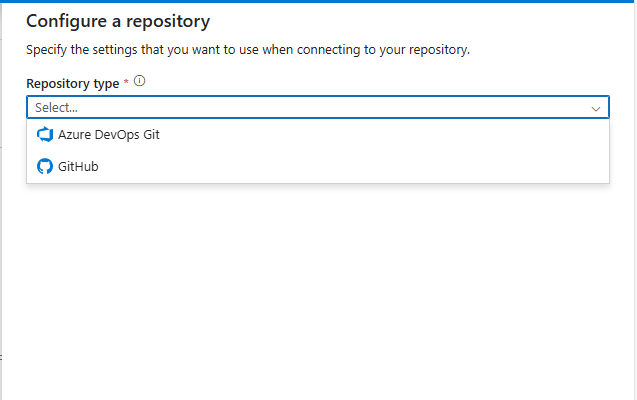 Configure a repository
Specify the settings that you want to use when connecting to your repository.
Repository type *
Select...
Azure DevOps Git
GitHub